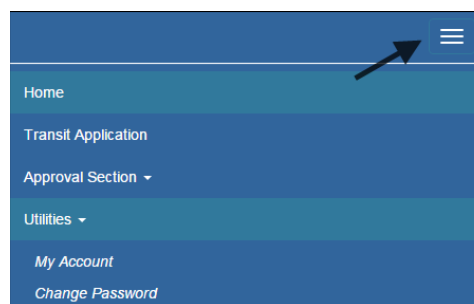 Home
Transit Application
Approval Section
Utilities
My Account
Change Password